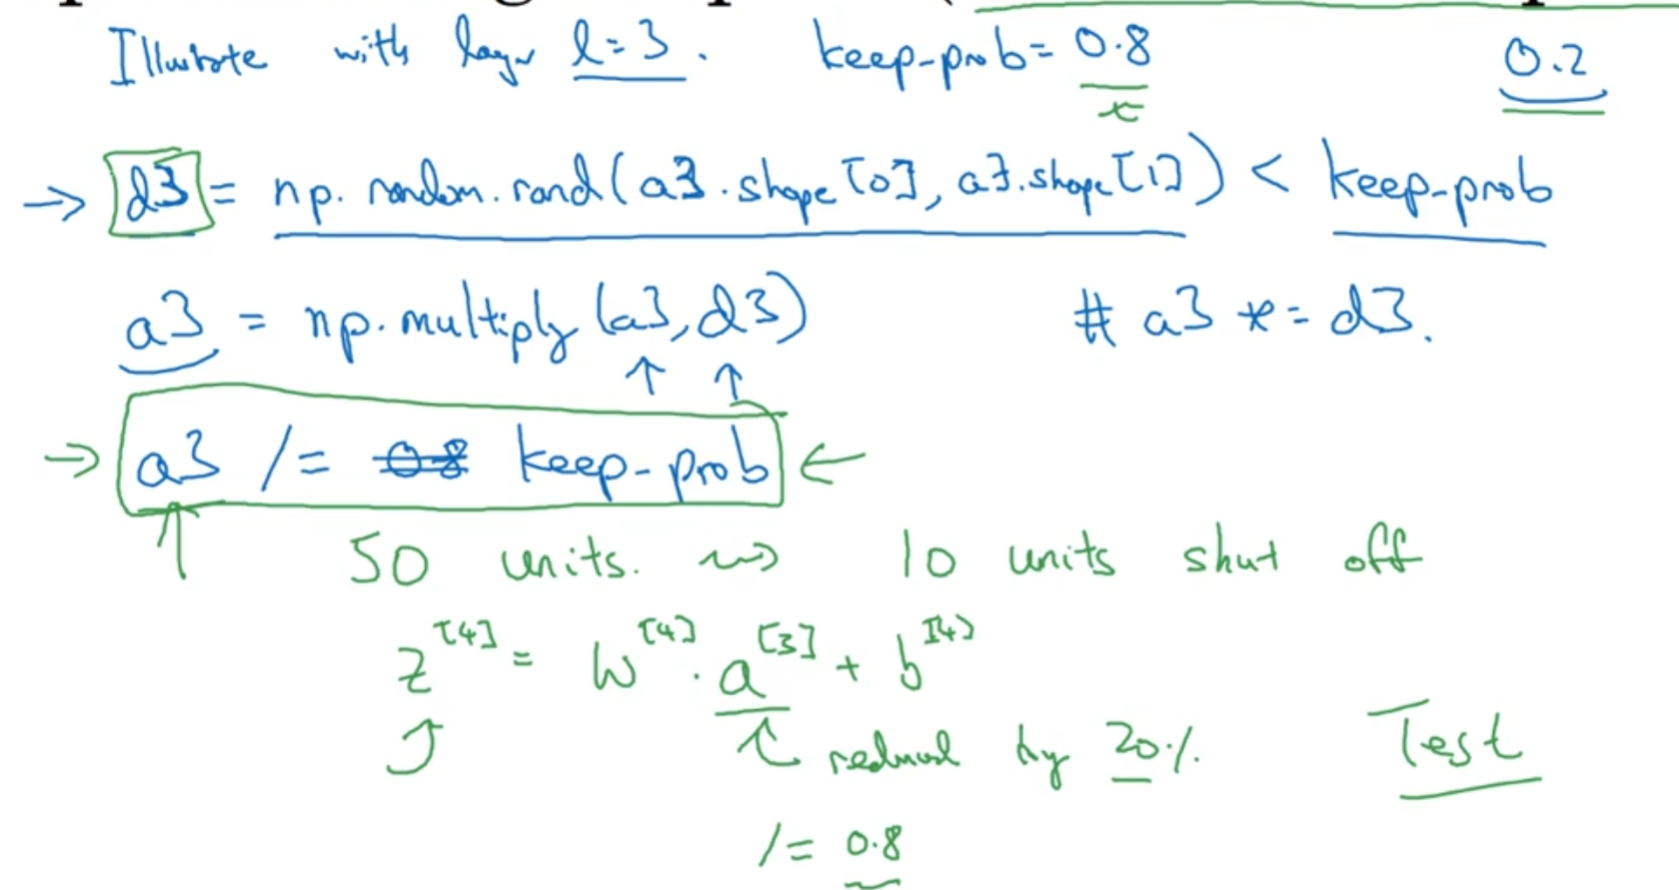 Illustrate with layer l=3. keep-prob = 0.8 0.2
→ d3 = np.random.rand(a3.shape[0], a3.shape[1]) < keep-prob
a3 = np.multiply(a3, d3) # a3 *= d3.
→ a3 /= 0.8 keep-prob ←
50 units. ⇝ 10 units shut off
z^[4] = W^[4] · a^[3] + b^[4]
reduced by 20%. Test
/= 0.8